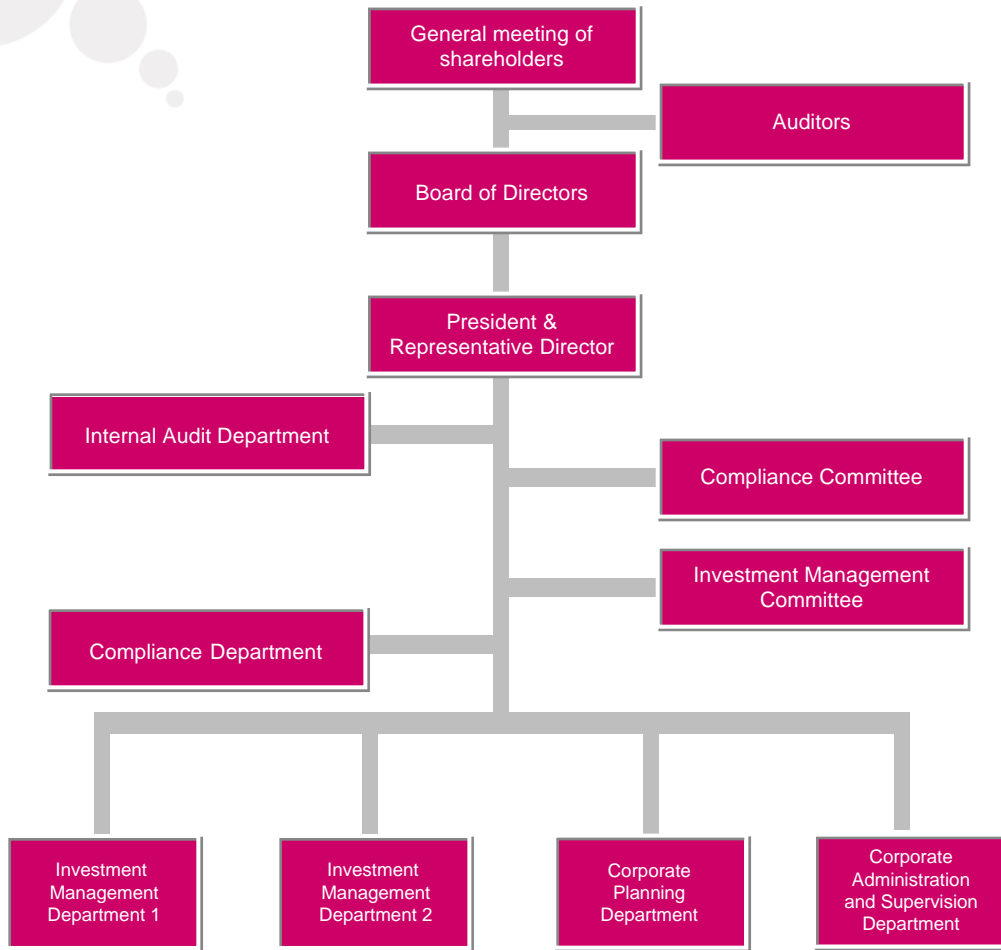 General meeting of
shareholders
Auditors
Board of Directors
President &
Representative Director
Internal Audit Department
Compliance Committee
Investment Management
Committee
Compliance Department
Investment
Management
Department 1
Investment
Management
Department 2
Corporate
Planning
Department
Corporate
Administration
and Supervision
Department